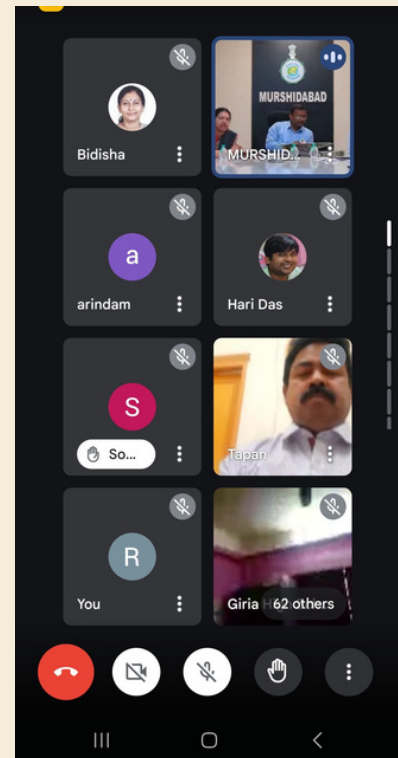 MURSHIDABAD
Bidisha
MURSHID...
a
arindam
Hari Das
S
So...
Tapan
R
You
Giria H
62 others